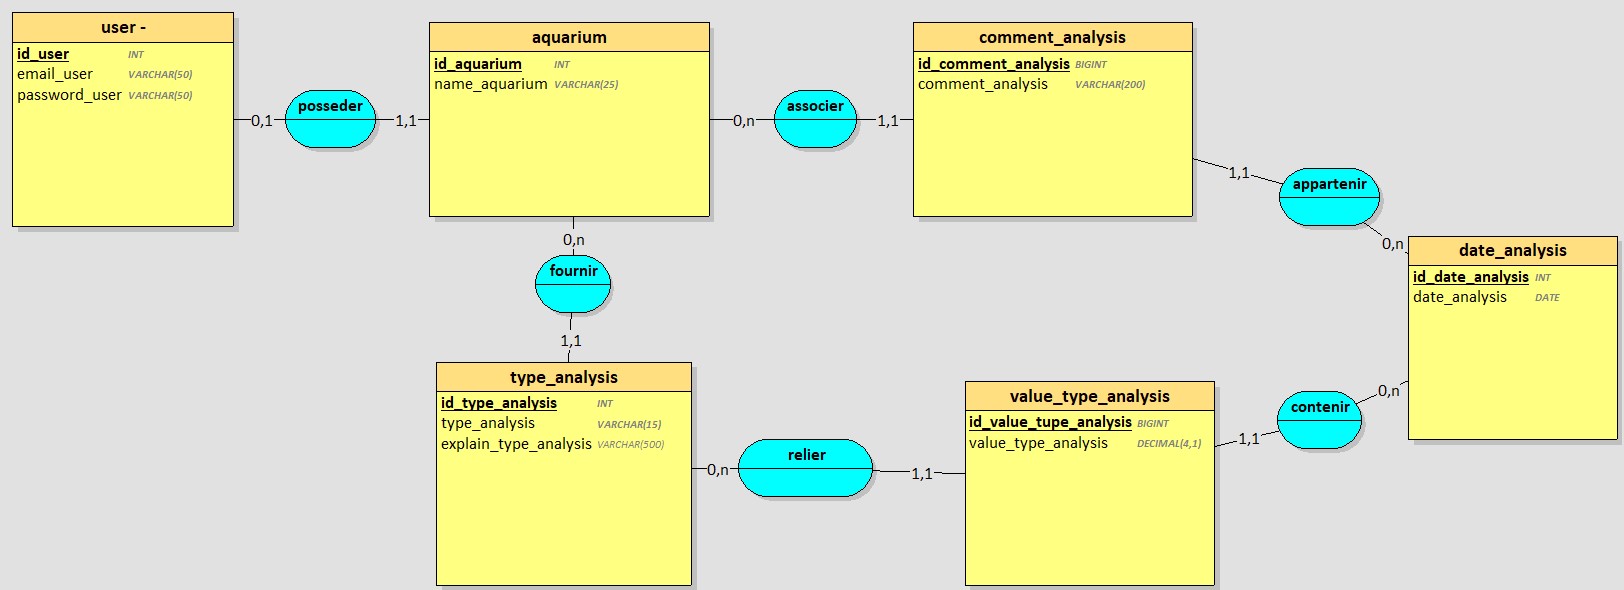 user -
id_user INT
email_user VARCHAR(50)
password_user VARCHAR(50)
0,1
posseder
1,1
aquarium
id_aquarium INT
name_aquarium VARCHAR(25)
0,n
associer
1,1
comment_analysis
id_comment_analysis BIGINT
comment_analysis VARCHAR(200)
1,1
appartenir
0,n
date_analysis
id_date_analysis INT
date_analysis DATE
0,n
fournir
1,1
type_analysis
id_type_analysis INT
type_analysis VARCHAR(15)
explain_type_analysis VARCHAR(500)
0,n
relier
1,1
value_type_analysis
id_value_tupe_analysis BIGINT
value_type_analysis DECIMAL(4,1)
1,1
contenir
0,n